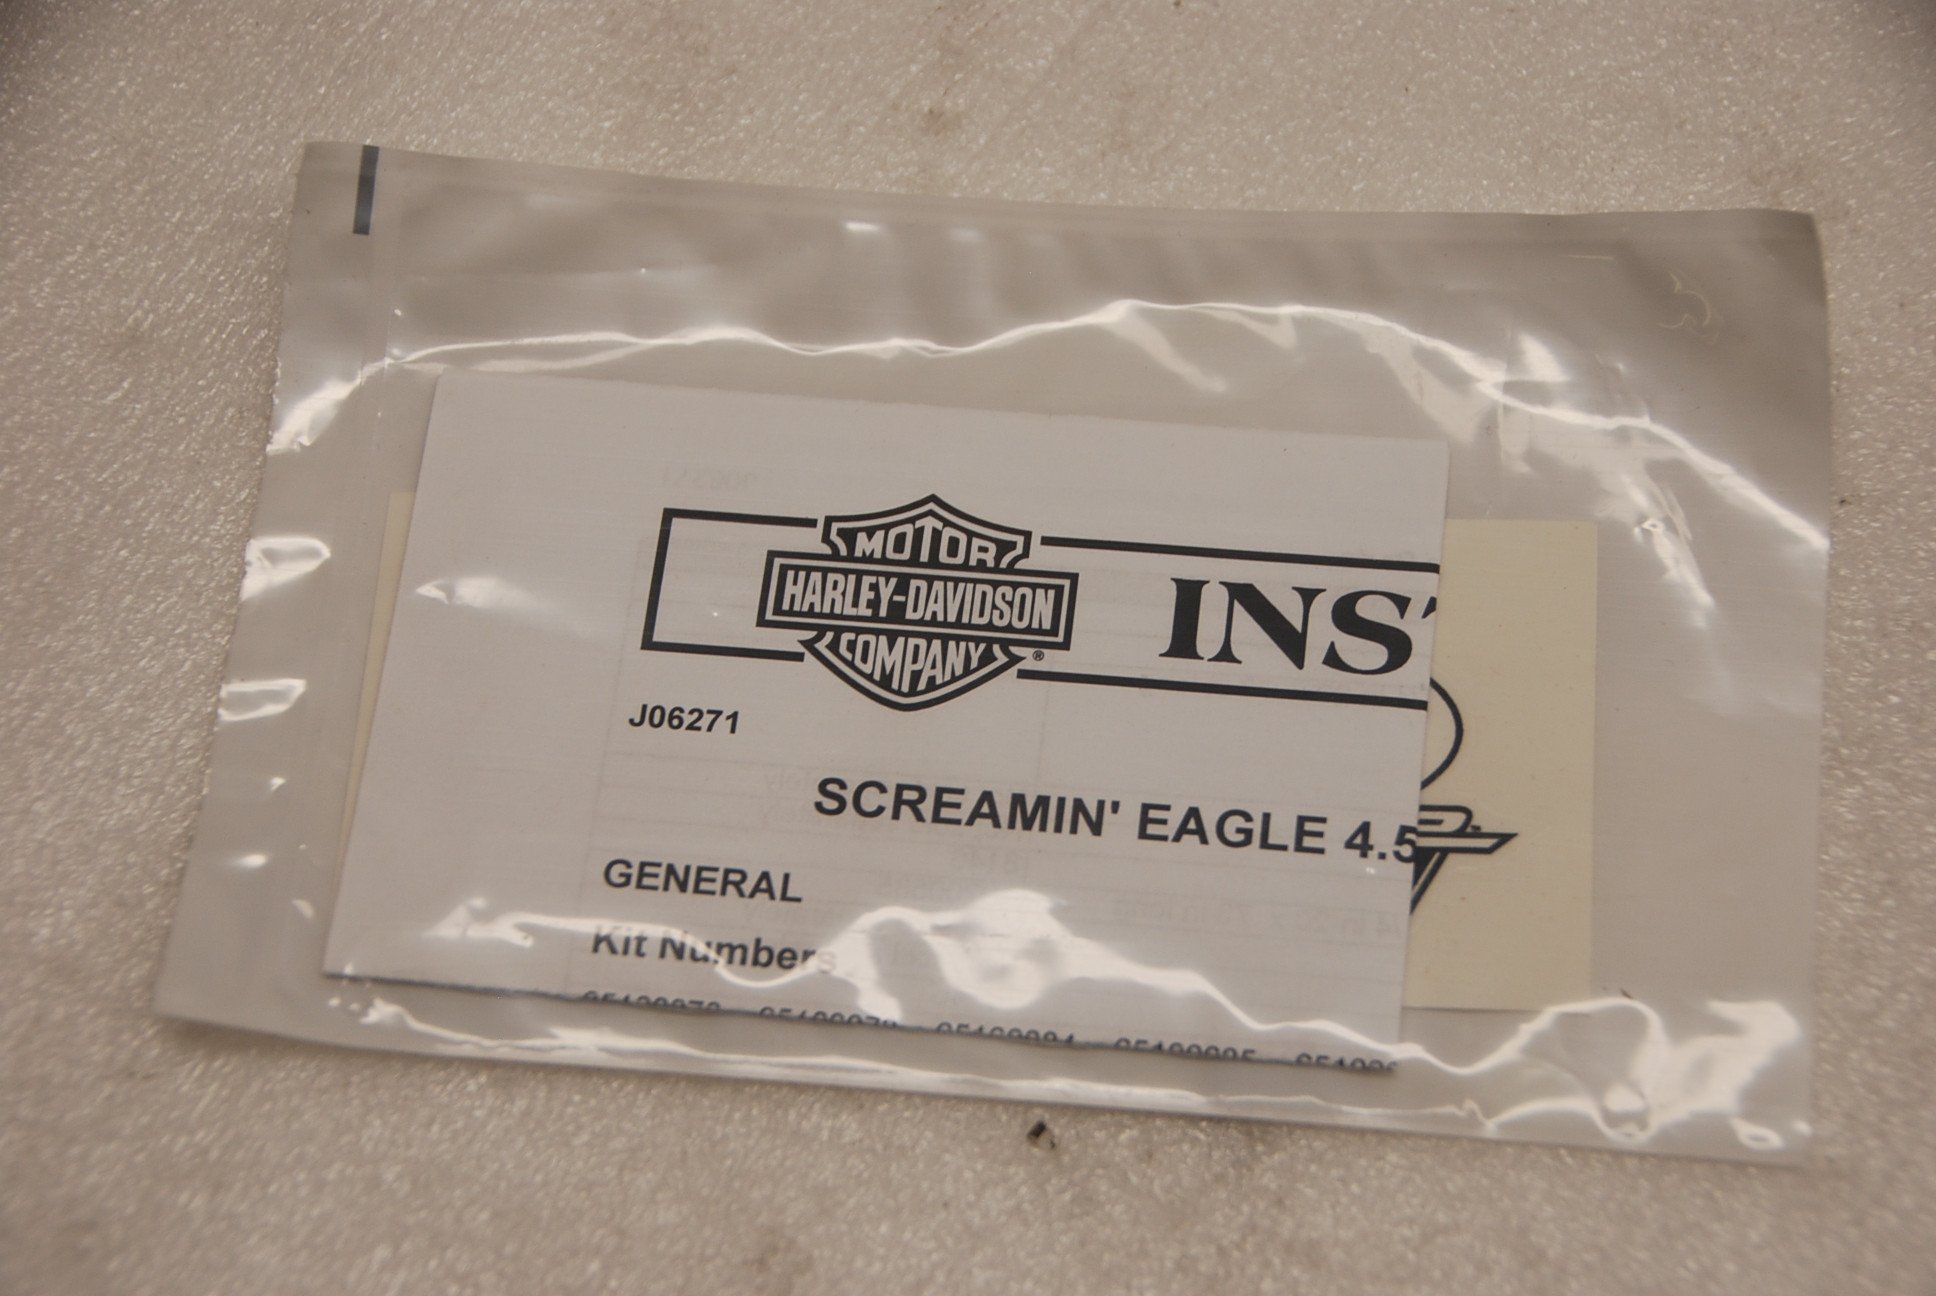 MOTOR
HARLEY-DAVIDSON
COMPANY
®
INS
J06271
SCREAMIN' EAGLE 4.5
GENERAL
Kit Numbers